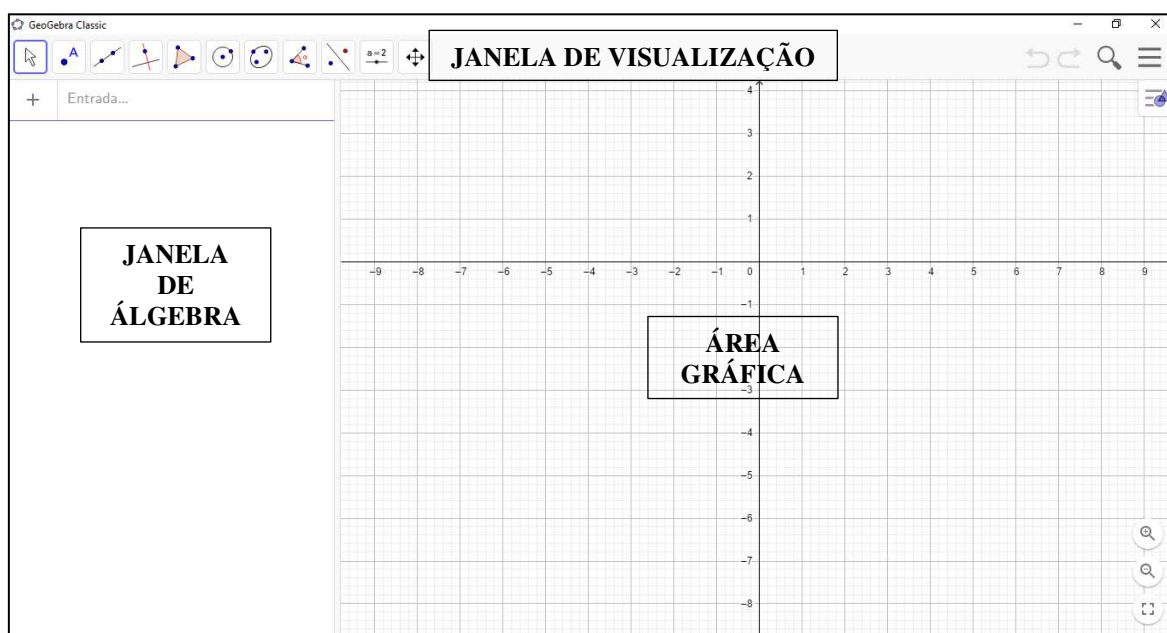 GeoGebra Classic
A
a=2
JANELA DE VISUALIZAÇÃO
+ Entrada...
4
3
2
1
JANELA
DE
ÁLGEBRA
−9 −8 −7 −6 −5 −4 −3 −2 −1 0 1 2 3 4 5 6 7 8 9
−1
ÁREA
GRÁFICA
−3
−4
−5
−6
−7
−8